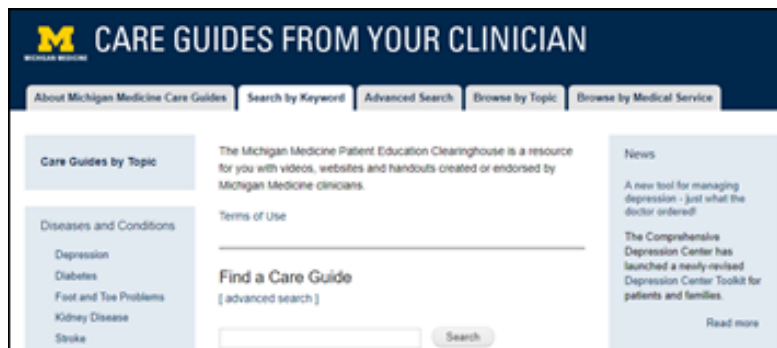 M
MICHIGAN MEDICINE
CARE GUIDES FROM YOUR CLINICIAN
About Michigan Medicine Care Guides
Search by Keyword
Advanced Search
Browse by Topic
Browse by Medical Service
Care Guides by Topic
Diseases and Conditions
Depression
Diabetes
Foot and Toe Problems
Kidney Disease
Stroke
The Michigan Medicine Patient Education Clearinghouse is a resource
for you with videos, websites and handouts created or endorsed by
Michigan Medicine clinicians.
Terms of Use
Find a Care Guide
[ advanced search ]
Search
News
A new tool for managing
depression - just what the
doctor ordered!
The Comprehensive
Depression Center has
launched a newly-revised
Depression Center Toolkit for
patients and families.
Read more